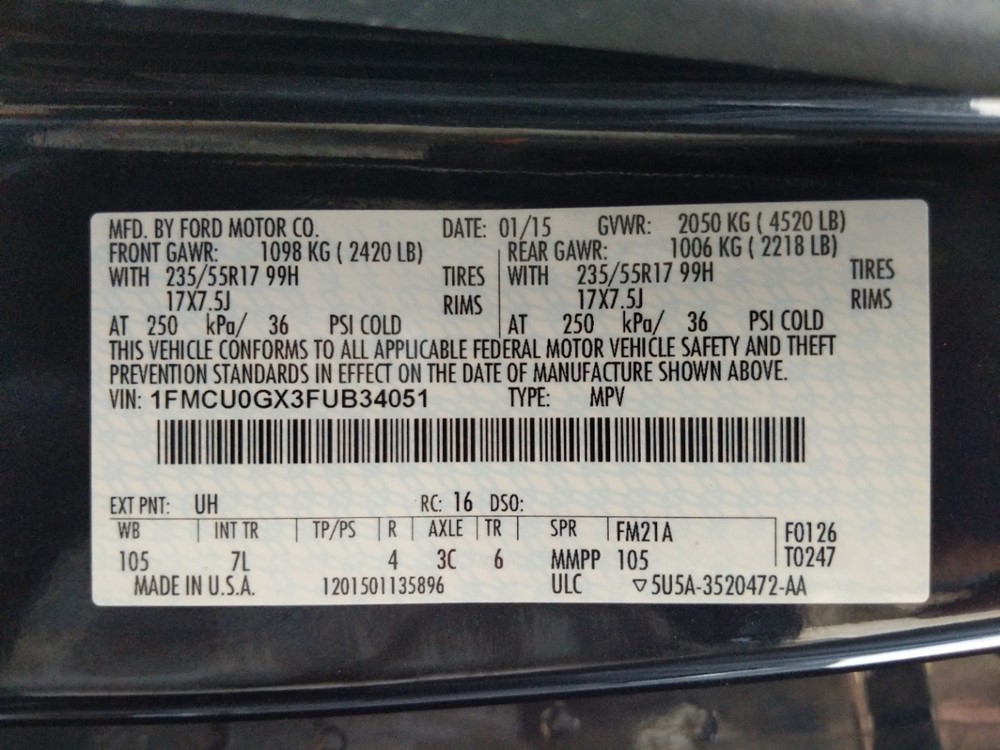 MFD. BY FORD MOTOR CO. DATE: 01/15 GVWR: 2050 KG ( 4520 LB)
FRONT GAWR: 1098 KG ( 2420 LB) REAR GAWR: 1006 KG ( 2218 LB)
WITH 235/55R17 99H TIRES WITH 235/55R17 99H TIRES
17X7.5J RIMS 17X7.5J RIMS
AT 250 kPa/ 36 PSI COLD AT 250 kPa/ 36 PSI COLD
THIS VEHICLE CONFORMS TO ALL APPLICABLE FEDERAL MOTOR VEHICLE SAFETY AND THEFT
PREVENTION STANDARDS IN EFFECT ON THE DATE OF MANUFACTURE SHOWN ABOVE.
VIN: 1FMCU0GX3FUB34051 TYPE: MPV
EXT PNT: UH RC: 16 DSO:
WB INT TR TP/PS R AXLE TR SPR FM21A F0126
105 7L 4 3C 6 MMPP 105 T0247
MADE IN U.S.A. 1201501135896 ULC ▽5U5A-3520472-AA